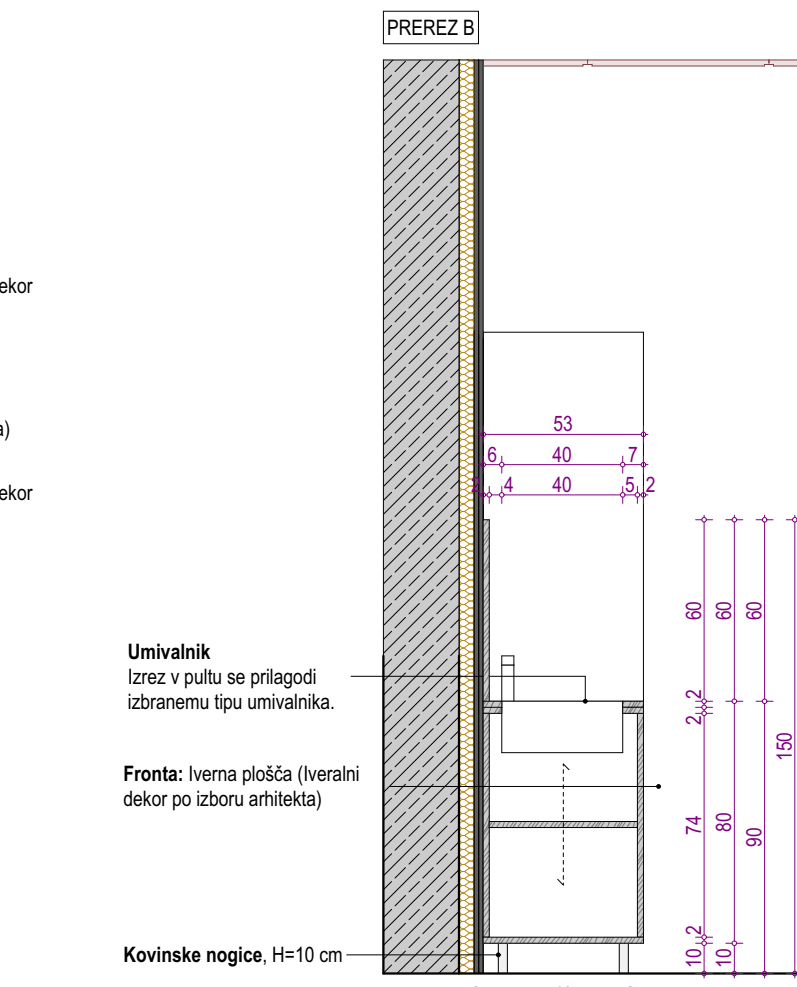 PREREZ B
ekor
a)
ekor
53
6 40 7
2 4 40 5 2
Umivalnik
Izrez v pultu se prilagodi
izbranemu tipu umivalnika.
Fronta: Iverna plošča (Iveralni
dekor po izboru arhitekta)
Kovinske nogice, H=10 cm
60 60 60
2
2
150
74 80 90
2
10 10